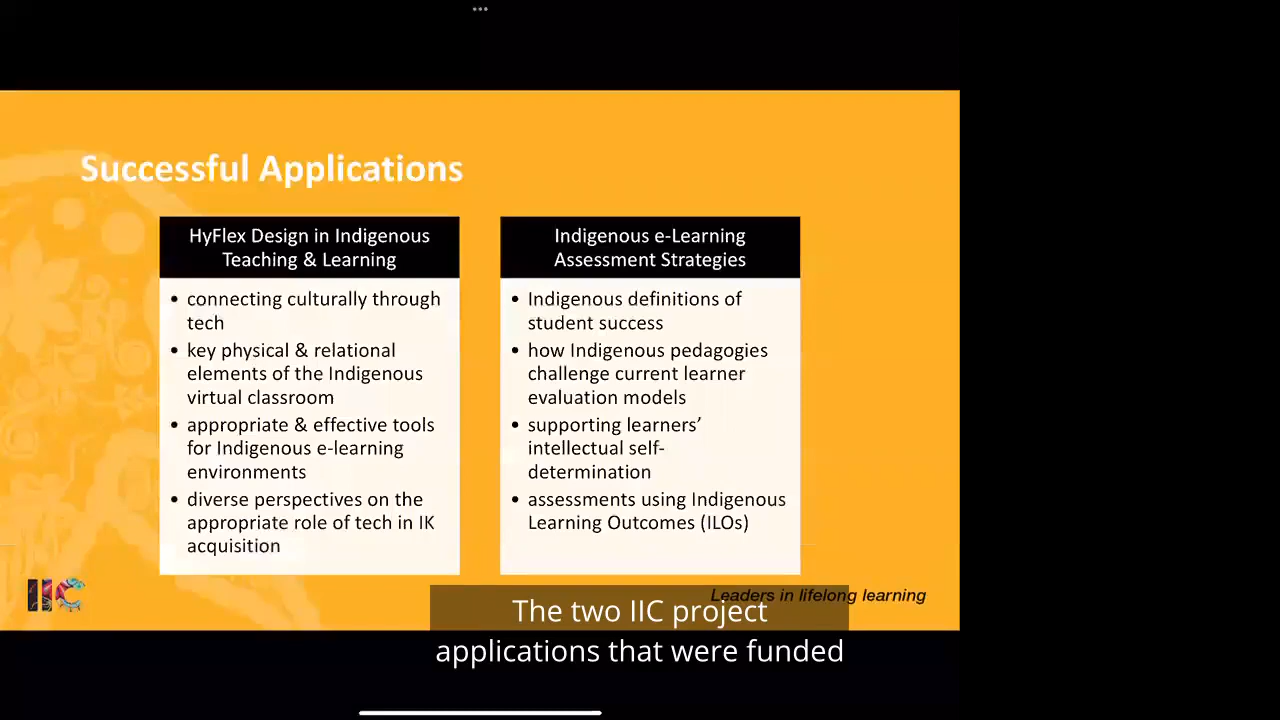 Successful Applications
HyFlex Design in Indigenous
Teaching & Learning
• connecting culturally through
tech
• key physical & relational
elements of the Indigenous
virtual classroom
• appropriate & effective tools
for Indigenous e-learning
environments
• diverse perspectives on the
appropriate role of tech in IK
acquisition
Indigenous e-Learning
Assessment Strategies
• Indigenous definitions of
student success
• how Indigenous pedagogies
challenge current learner
evaluation models
• supporting learners’
intellectual self-
determination
• assessments using Indigenous
Learning Outcomes (ILOs)
IIC
Leaders in lifelong learning
The two IIC project
applications that were funded